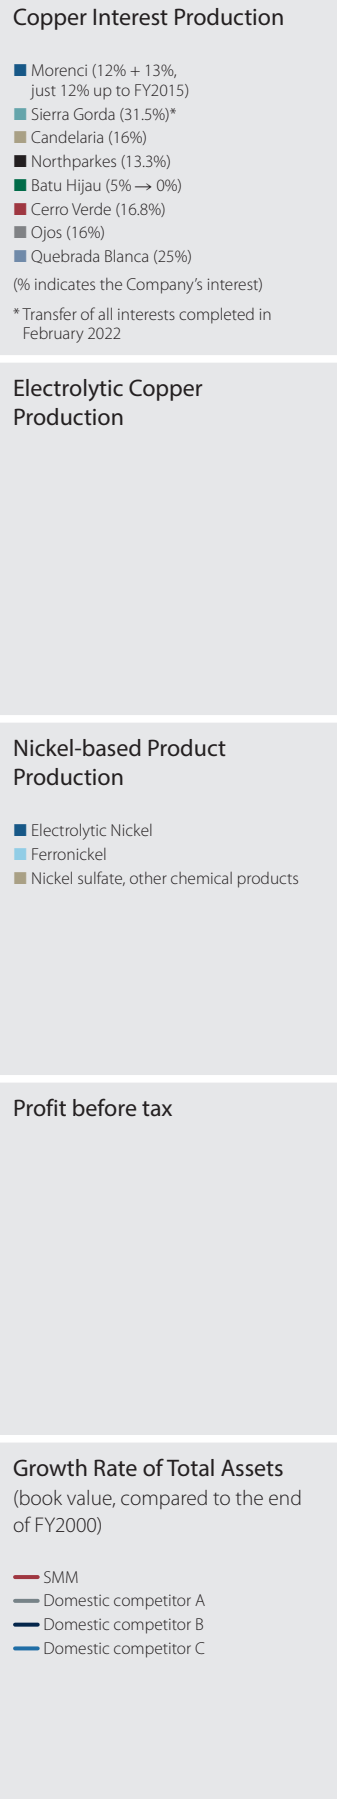 Copper Interest Production
Morenci (12% + 13%,
just 12% up to FY2015)
Sierra Gorda (31.5%)*
Candelaria (16%)
Northparkes (13.3%)
Batu Hijau (5% → 0%)
Cerro Verde (16.8%)
Ojos (16%)
Quebrada Blanca (25%)
(% indicates the Company’s interest)
* Transfer of all interests completed in
February 2022
Electrolytic Copper
Production
Nickel-based Product
Production
Electrolytic Nickel
Ferronickel
Nickel sulfate, other chemical products
Profit before tax
Growth Rate of Total Assets
(book value, compared to the end
of FY2000)
SMM
Domestic competitor A
Domestic competitor B
Domestic competitor C